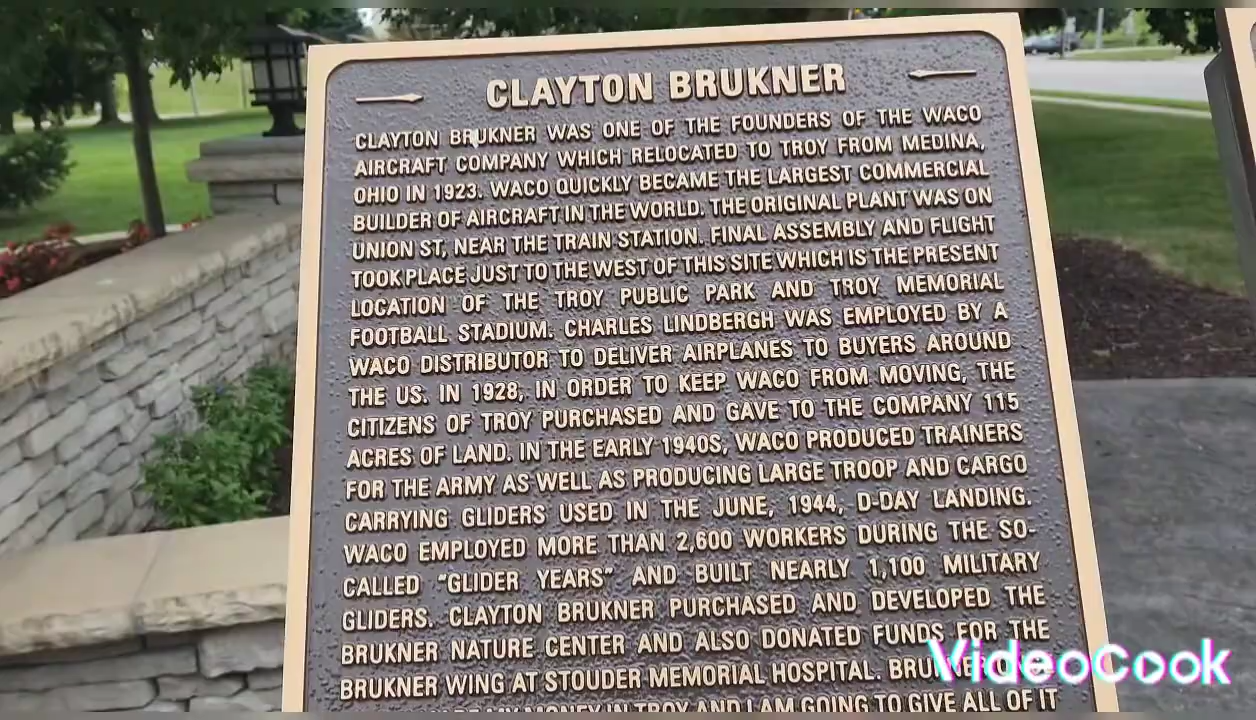 CLAYTON BRUKNER
CLAYTON BRUKNER WAS ONE OF THE FOUNDERS OF THE WACO
AIRCRAFT COMPANY WHICH RELOCATED TO TROY FROM MEDINA,
OHIO IN 1923. WACO QUICKLY BECAME THE LARGEST COMMERCIAL
BUILDER OF AIRCRAFT IN THE WORLD. THE ORIGINAL PLANT WAS ON
UNION ST, NEAR THE TRAIN STATION. FINAL ASSEMBLY AND FLIGHT
TOOK PLACE JUST TO THE WEST OF THIS SITE WHICH IS THE PRESENT
LOCATION OF THE TROY PUBLIC PARK AND TROY MEMORIAL
FOOTBALL STADIUM. CHARLES LINDBERGH WAS EMPLOYED BY A
WACO DISTRIBUTOR TO DELIVER AIRPLANES TO BUYERS AROUND
THE US. IN 1928, IN ORDER TO KEEP WACO FROM MOVING, THE
CITIZENS OF TROY PURCHASED AND GAVE TO THE COMPANY 115
ACRES OF LAND. IN THE EARLY 1940S, WACO PRODUCED TRAINERS
FOR THE ARMY AS WELL AS PRODUCING LARGE TROOP AND CARGO
CARRYING GLIDERS USED IN THE JUNE, 1944, D-DAY LANDING.
WACO EMPLOYED MORE THAN 2,600 WORKERS DURING THE SO-
CALLED "GLIDER YEARS" AND BUILT NEARLY 1,100 MILITARY
GLIDERS. CLAYTON BRUKNER PURCHASED AND DEVELOPED THE
BRUKNER NATURE CENTER AND ALSO DONATED FUNDS FOR THE
BRUKNER WING AT STOUDER MEMORIAL HOSPITAL. BRUKNER
MY MONEY IN TROY AND I AM GOING TO GIVE ALL OF IT
VideoCook